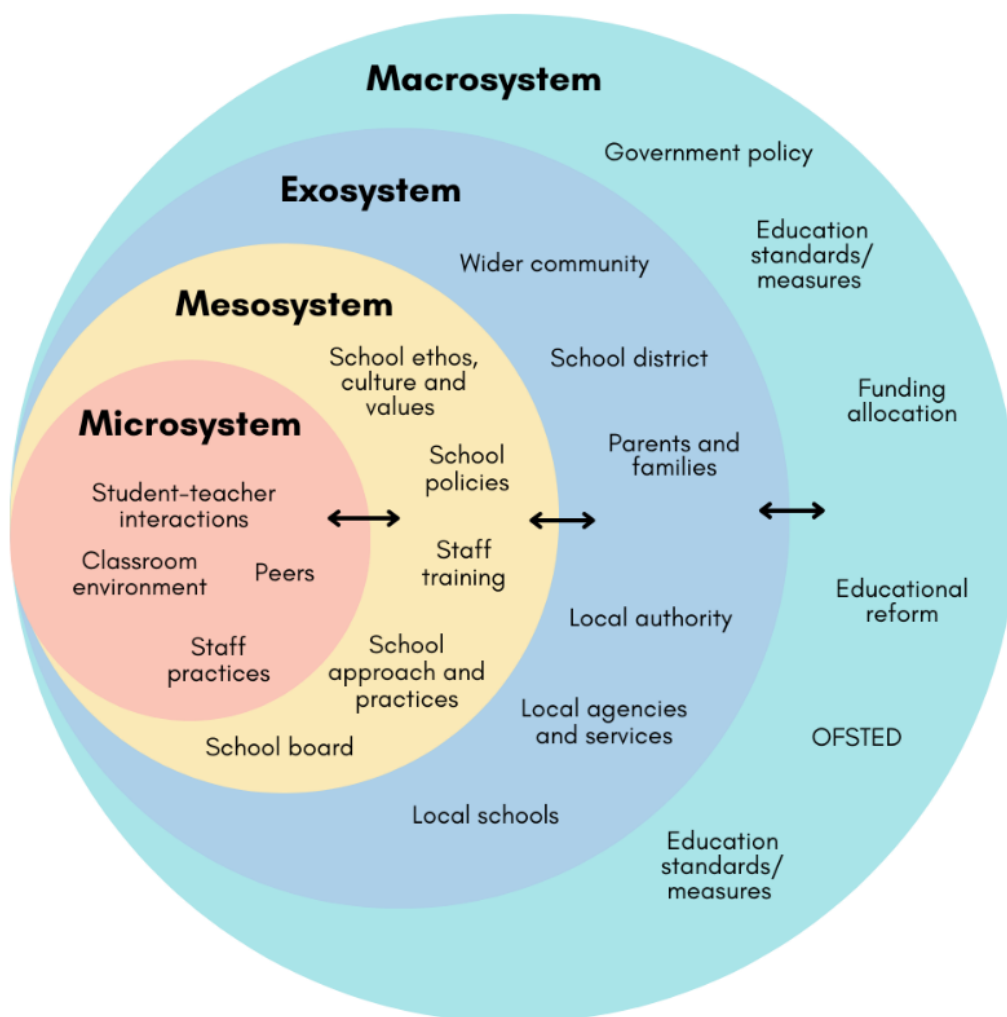 Macrosystem
Government policy
Education
standards/
measures
Funding
allocation
Educational
reform
OFSTED
Education
standards/
measures
Exosystem
Wider community
School district
Parents and
families
Local authority
Local agencies
and services
Local schools
Mesosystem
School ethos,
culture and
values
School
policies
Staff
training
School
approach and
practices
School board
Microsystem
Student-teacher
interactions
Classroom
environment
Peers
Staff
practices